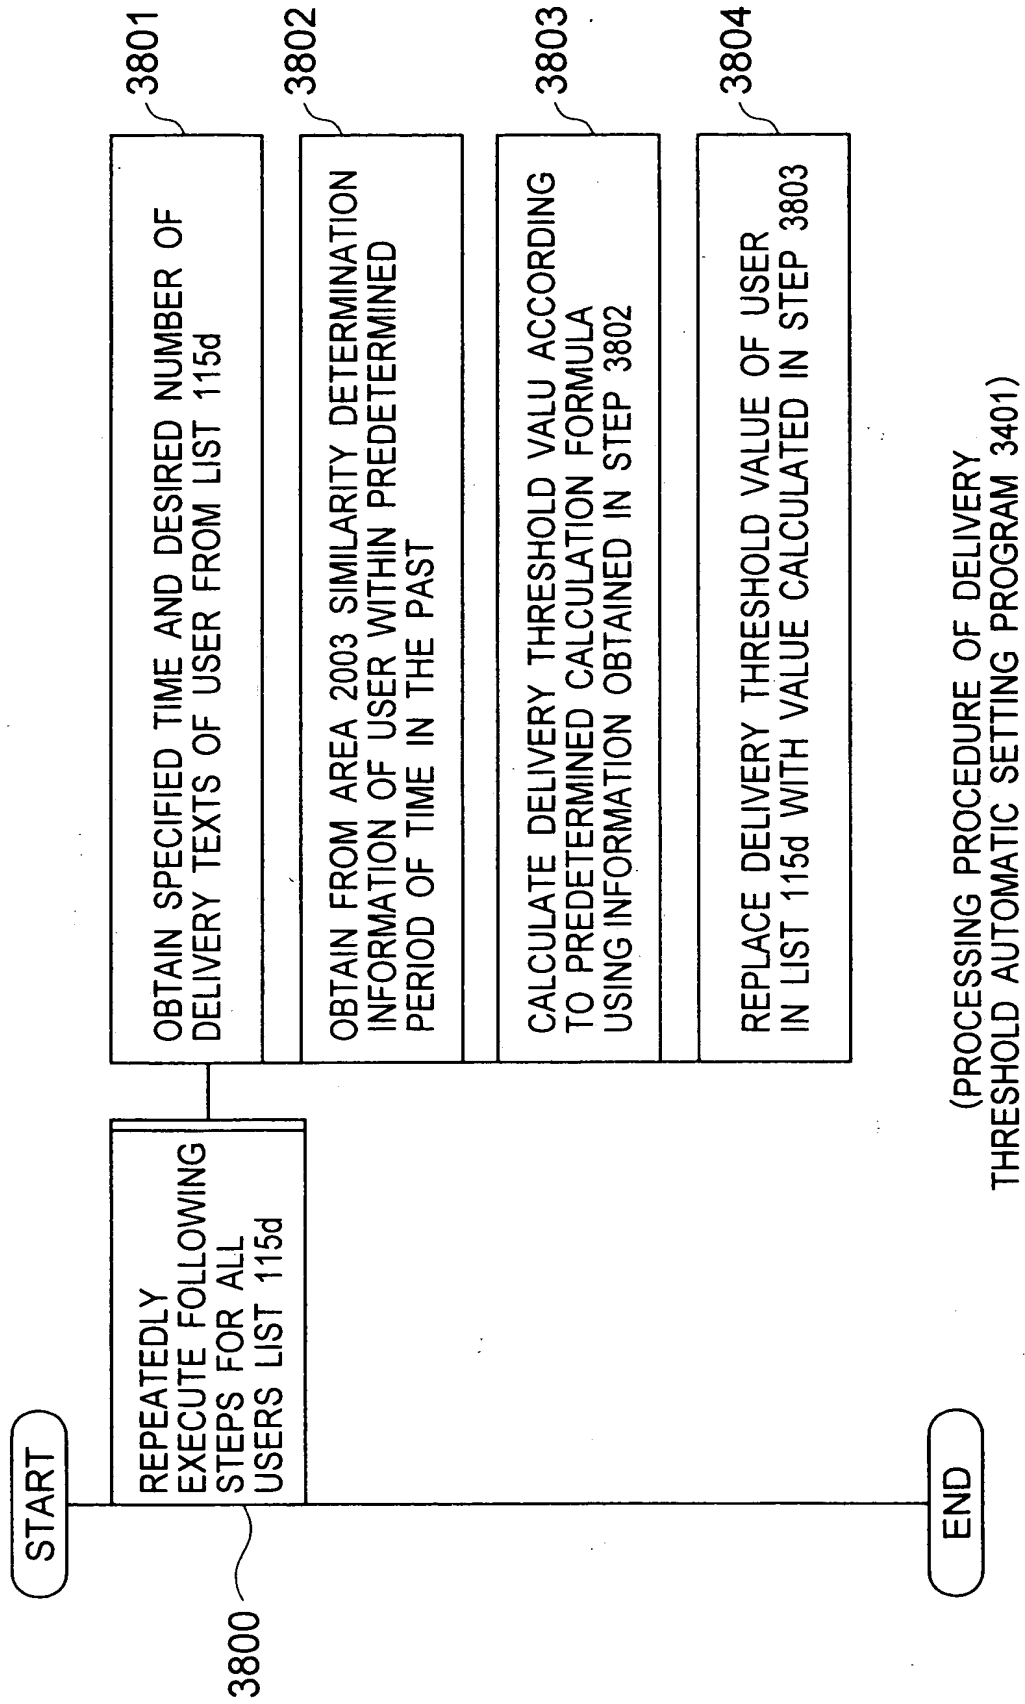 START
3800
REPEATEDLY
EXECUTE FOLLOWING
STEPS FOR ALL
USERS LIST 115d
3801
OBTAIN SPECIFIED TIME AND DESIRED NUMBER OF
DELIVERY TEXTS OF USER FROM LIST 115d
3802
OBTAIN FROM AREA 2003 SIMILARITY DETERMINATION
INFORMATION OF USER WITHIN PREDETERMINED
PERIOD OF TIME IN THE PAST
3803
CALCULATE DELIVERY THRESHOLD VALU ACCORDING
TO PREDETERMINED CALCULATION FORMULA
USING INFORMATION OBTAINED IN STEP 3802
3804
REPLACE DELIVERY THRESHOLD VALUE OF USER
IN LIST 115d WITH VALUE CALCULATED IN STEP 3803
END
(PROCESSING PROCEDURE OF DELIVERY
THRESHOLD AUTOMATIC SETTING PROGRAM 3401)